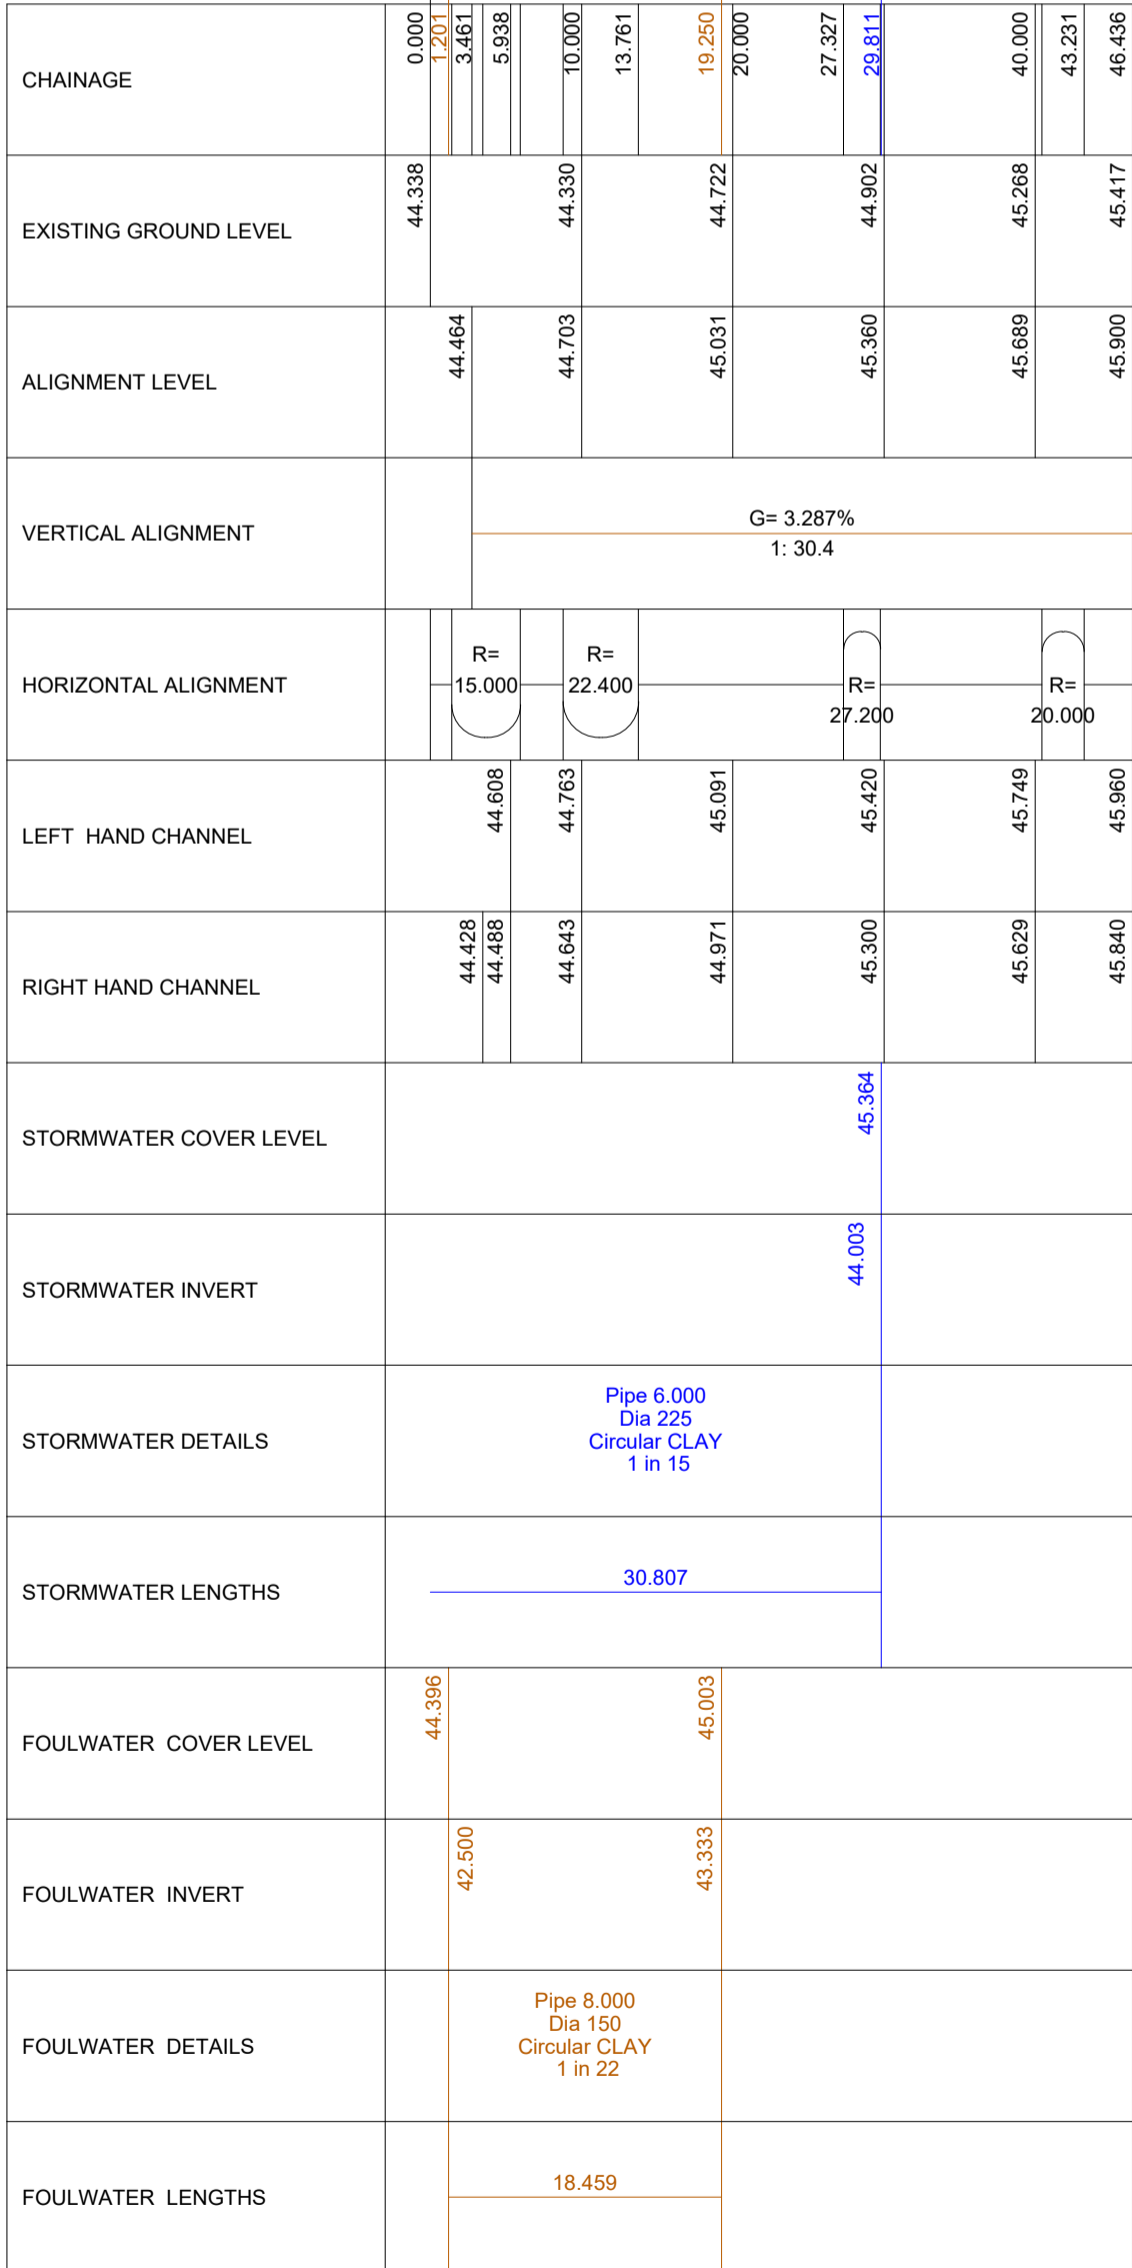 CHAINAGE
0.000
1.201
3.461
5.938
10.000
13.761
19.250
20.000
27.327
29.811
40.000
43.231
46.436
EXISTING GROUND LEVEL
44.338
44.330
44.722
44.902
45.268
45.417
ALIGNMENT LEVEL
44.464
44.703
45.031
45.360
45.689
45.900
VERTICAL ALIGNMENT
G= 3.287%
1: 30.4
HORIZONTAL ALIGNMENT
R=
15.000
R=
22.400
R=
27.200
R=
20.000
LEFT  HAND CHANNEL
44.608
44.763
45.091
45.420
45.749
45.960
RIGHT HAND CHANNEL
44.428
44.488
44.643
44.971
45.300
45.629
45.840
STORMWATER COVER LEVEL
45.364
STORMWATER INVERT
44.003
STORMWATER DETAILS
Pipe 6.000
Dia 225
Circular CLAY
1 in 15
STORMWATER LENGTHS
30.807
FOULWATER  COVER LEVEL
44.396
45.003
FOULWATER  INVERT
42.500
43.333
FOULWATER  DETAILS
Pipe 8.000
Dia 150
Circular CLAY
1 in 22
FOULWATER  LENGTHS
18.459